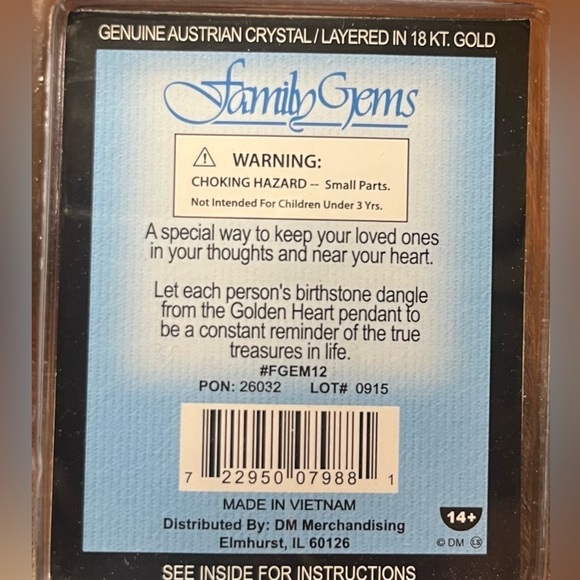 GENUINE AUSTRIAN CRYSTAL / LAYERED IN 18 KT. GOLD
Family Gems
WARNING:
CHOKING HAZARD -- Small Parts.
Not Intended For Children Under 3 Yrs.
A special way to keep your loved ones
in your thoughts and near your heart.
Let each person's birthstone dangle
from the Golden Heart pendant to
be a constant reminder of the true
treasures in life.
#FGEM12
PON: 26032 LOT# 0915
7 22950 07988 1
MADE IN VIETNAM
Distributed By: DM Merchandising
Elmhurst, IL 60126
14+
© DM LS
SEE INSIDE FOR INSTRUCTIONS